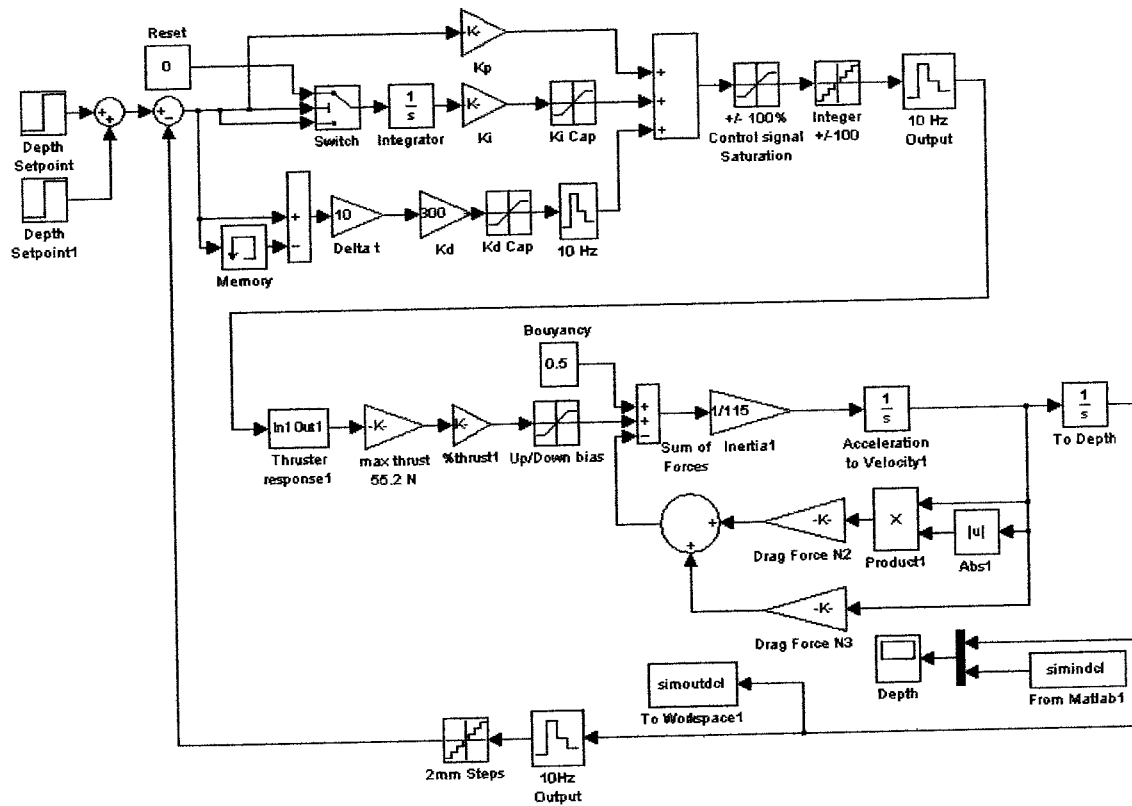 Reset
0
Depth
Setpoint
Depth
Setpoint1
+
+
+
−
Switch
1
s
Integrator
K-
Kp
K-
Ki
Ki Cap
Memory
+
−
10
Delta t
300
Kd
Kd Cap
10 Hz
+
+
+
+/- 100%
Control signal
Saturation
Integer
+/-100
10 Hz
Output
Bouyancy
0.5
In1 Out1
Thruster
response1
-K-
max thrust
55.2 N
K-
%thrust1
Up/Down bias
+
+
−
Sum of
Forces
1/115
Inertia1
1
s
Acceleration
to Velocity1
1
s
To Depth
+
+
-K-
Drag Force N2
×
Product1
|u|
Abs1
-K-
Drag Force N3
Depth
simindcl
From Matlab1
simoutdcl
To Workspace1
2mm Steps
10Hz
Output